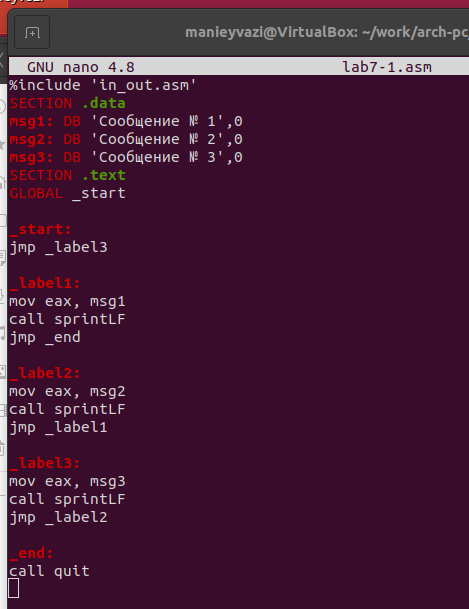 manieyvazi@VirtualBox: ~/work/arch-pc
GNU nano 4.8 lab7-1.asm
%include 'in_out.asm'
SECTION .data
msg1: DB 'Сообщение № 1',0
msg2: DB 'Сообщение № 2',0
msg3: DB 'Сообщение № 3',0
SECTION .text
GLOBAL _start

_start:
jmp _label3

_label1:
mov eax, msg1
call sprintLF
jmp _end

_label2:
mov eax, msg2
call sprintLF
jmp _label1

_label3:
mov eax, msg3
call sprintLF
jmp _label2

_end:
call quit